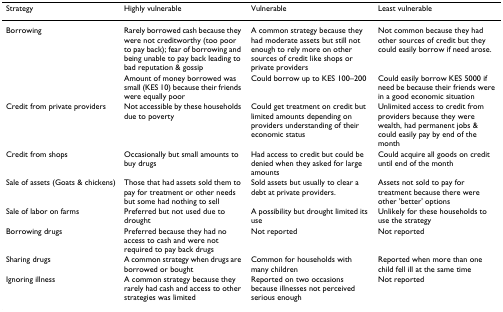 Strategy Highly vulnerable Vulnerable Least vulnerable
Borrowing Rarely borrowed cash because they A common strategy because they Not common because they had
were not creditworthy (too poor had moderate assets but still not other sources of credit but they
to pay back); fear of borrowing and enough to rely more on other could easily borrow if need arose.
being unable to pay back leading to sources of credit like shops or
bad reputation & gossip private providers
Amount of money borrowed was Could borrow up to KES 100–200 Could easily borrow KES 5000 if
small (KES 10) because their friends need be because their friends were
were equally poor in a good economic situation
Credit from private providers Not accessible by these households Could get treatment on credit but Unlimited access to credit from
due to poverty limited amounts depending on providers because they were
providers understanding of their wealth, had permanent jobs &
economic status could easily pay by end of the
month
Credit from shops Occasionally but small amounts to Had access to credit but could be Could acquire all goods on credit
buy drugs denied when they asked for large until end of the month
amounts
Sale of assets (Goats & chickens) Those that had assets sold them to Sold assets but usually to clear a Assets not sold to pay for
pay for treatment or other needs debt at private providers. treatment because there were
but some had nothing to sell other 'better' options
Sale of labor on farms Preferred but not used due to A possibility but drought limited its Unlikely for these households to
drought use use the strategy
Borrowing drugs Preferred because they had no Not reported Not reported
access to cash and were not
required to pay back drugs
Sharing drugs A common strategy when drugs are Common for households with Reported when more than one
borrowed or bought many children child fell ill at the same time
Ignoring illness A common strategy because they Reported on two occasions Not reported
rarely had cash and access to other because illnesses not perceived
strategies was limited serious enough